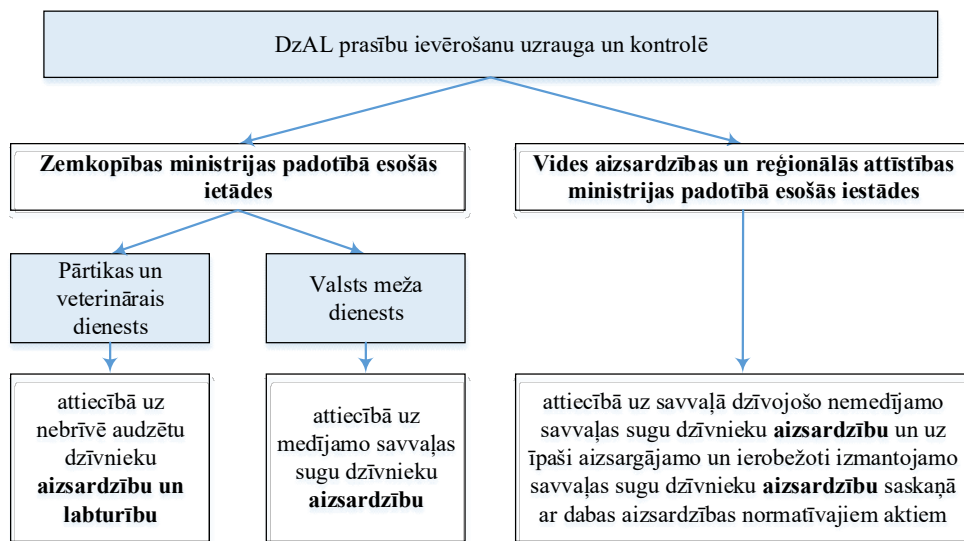 DzAL prasību ievērošanu uzrauga un kontrolē
Zemkopības ministrijas padotībā esošās
ietādes
Vides aizsardzības un reģionālās attīstības
ministrijas padotībā esošās iestādes
Pārtikas un
veterinārais
dienests
Valsts meža
dienests
attiecībā uz
nebrīvē audzētu
dzīvnieku
aizsardzību un
labturību
attiecībā uz
medījamo savvaļas
sugu dzīvnieku
aizsardzību
attiecībā uz savvaļā dzīvojošo nemedījamo
savvaļas sugu dzīvnieku aizsardzību un uz
īpaši aizsargājamo un ierobežoti izmantojamo
savvaļas sugu dzīvnieku aizsardzību saskaņā
ar dabas aizsardzības normatīvajiem aktiem